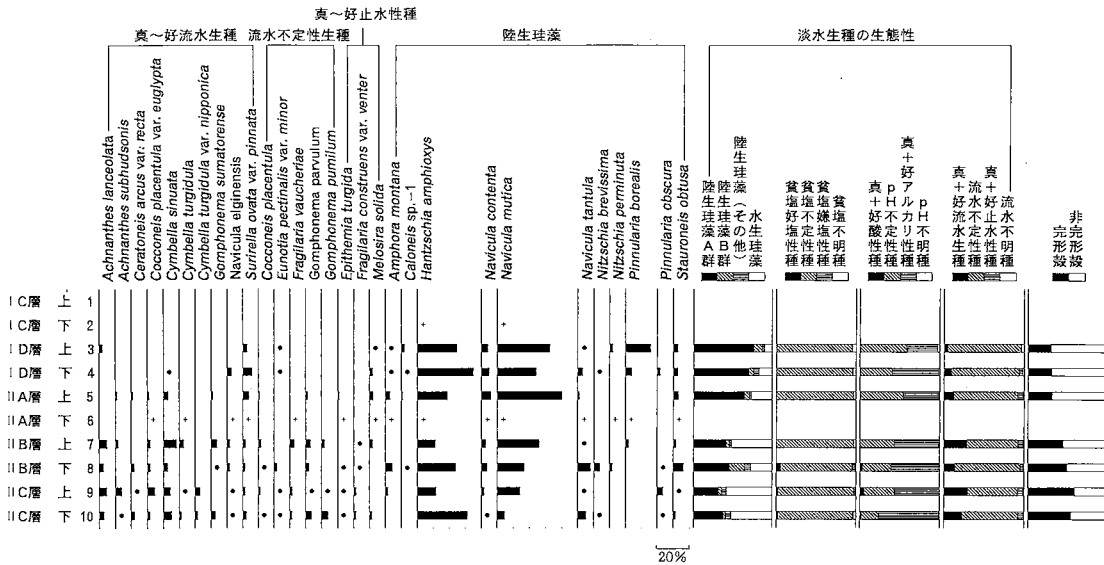 真〜好止水性種
真〜好流水生種
流水不定性生種
陸生珪藻
淡水生種の生態性
Achnanthes lanceolata
Achnanthes subhudsonis
Ceratoneis arcus var. recta
Cocconeis placentula var. euglypta
Cymbella sinuata
Cymbella turgidula
Cymbella turgidula var. nipponica
Gomphonema sumatorense
Navicula elginensis
Surirella ovata var. pinnata
Coccconeis placentula
Eunotia pectinalis var. minor
Fragilaria vaucheriae
Gomphonema parvulum
Gomphonema pumilum
Epithemia turgida
Fragilaria construens var. venter
Melosira solida
Amphora montana
Caloneis sp.-1
Hantzschia amphioxys
Navicula contenta
Navicula mutica
Navicula tantula
Nitzschia brevissima
Nitzschia perminuta
Pinnularia borealis
Pinnularia obscura
Stauroneis obtusa
陸生珪藻A群
陸生珪藻B群
陸生珪藻(その他)
水生珪藻
貧塩好塩性種
貧塩不定性種
貧塩嫌塩性種
貧塩不明種
真+好酸性種
pH不定性種
真+好アルカリ性種
pH不明種
真+好流水生種
流水不定性種
真+好止水性種
流水不明種
完形殻
非完形殻
I C層 上 1
I C層 下 2
I D層 上 3
I D層 下 4
II A層 上 5
II A層 下 6
II B層 上 7
II B層 下 8
II C層 上 9
II C層 下 10
20%